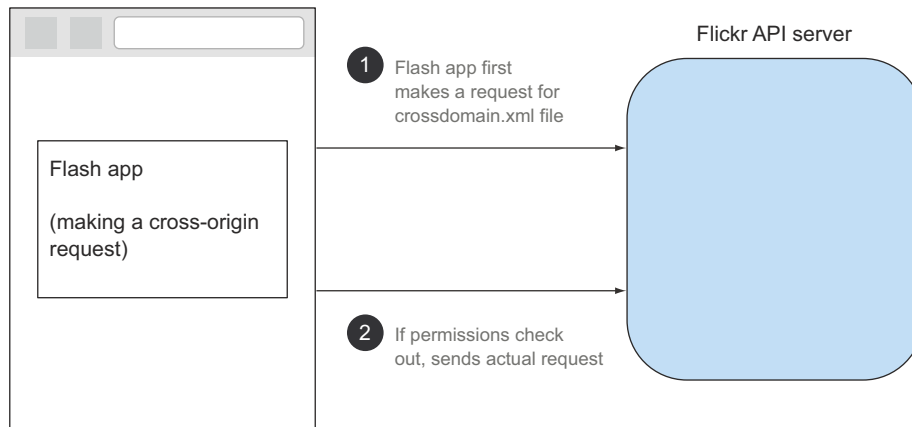 Flickr API server
1
Flash app first
makes a request for
crossdomain.xml file
Flash app
(making a cross-origin
request)
2
If permissions check
out, sends actual request